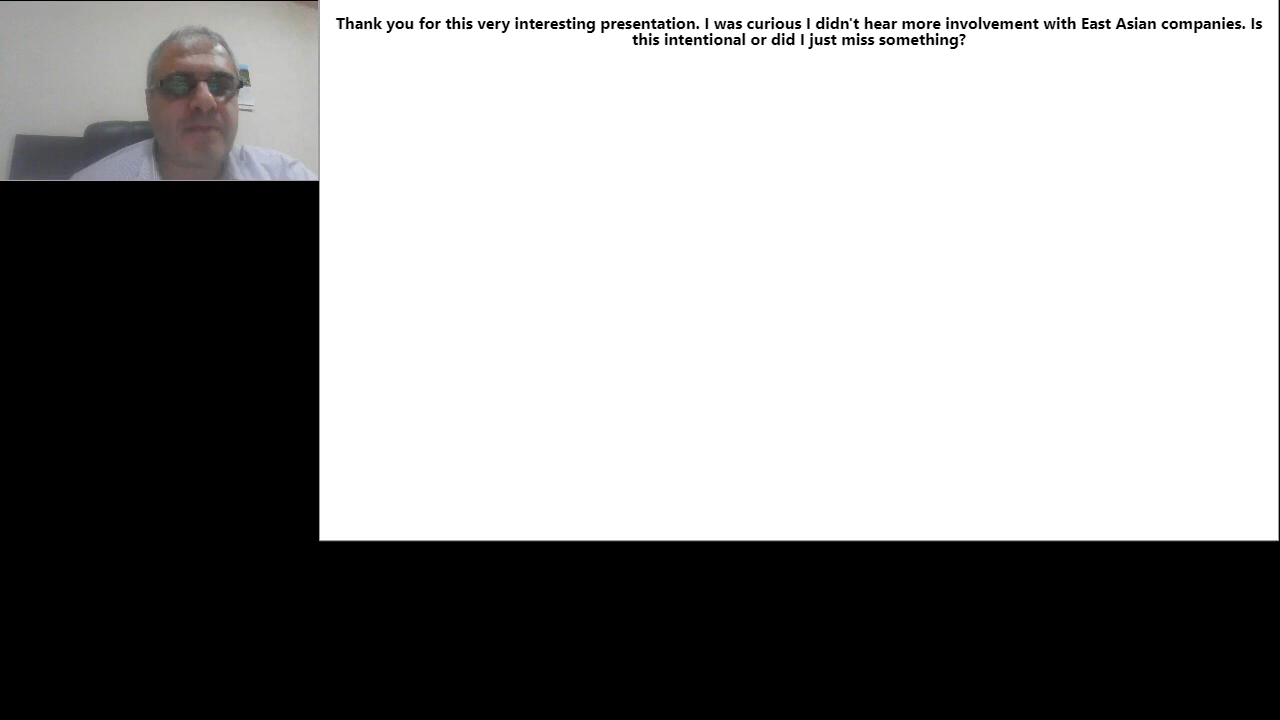 Thank you for this very interesting presentation. I was curious I didn't hear more involvement with East Asian companies. Is
this intentional or did I just miss something?